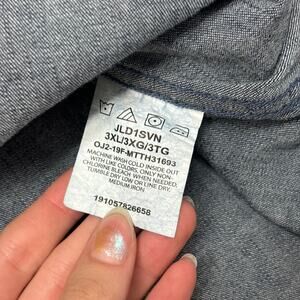 JLD1SVN
3XL/3XG/3TG
OJ2-19F-MTTH31693
MACHINE WASH COLD INSIDE OUT
WITH LIKE COLORS. ONLY NON-
CHLORINE BLEACH WHEN NEEDED.
TUMBLE DRY LOW OR LINE DRY.
MEDIUM IRON
191057826658